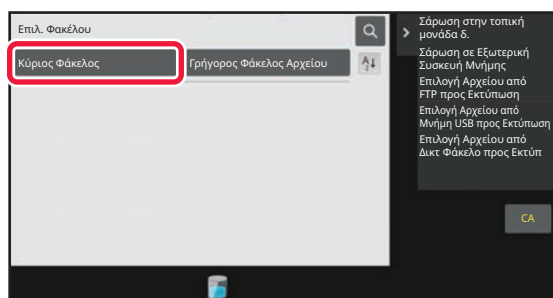 Επιλ. Φακέλου
Κύριος Φάκελος
Γρήγορος Φάκελος Αρχείου
Σάρωση στην τοπική
μονάδα δ.
Σάρωση σε Εξωτερική
Συσκευή Μνήμης
Επιλογή Αρχείου από
FTP προς Εκτύπωση
Επιλογή Αρχείου από
Μνήμη USB προς Εκτύπωση
Επιλογή Αρχείου από
Δικτ Φάκελο προς Εκτύπ
CA